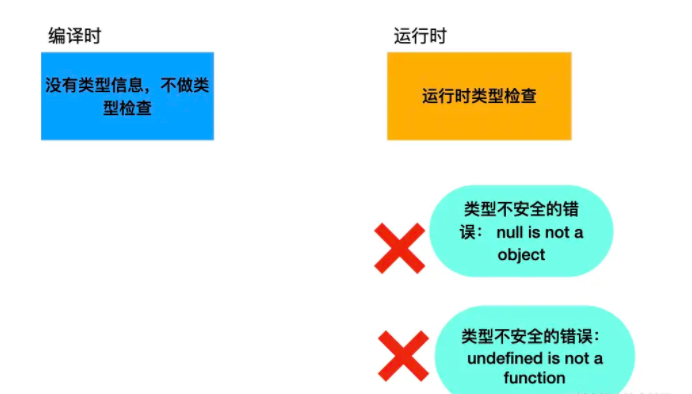 编译时
运行时
没有类型信息，不做类
型检查
运行时类型检查
类型不安全的错
误： null is not a
object
类型不安全的错误：
undefined is not a
function